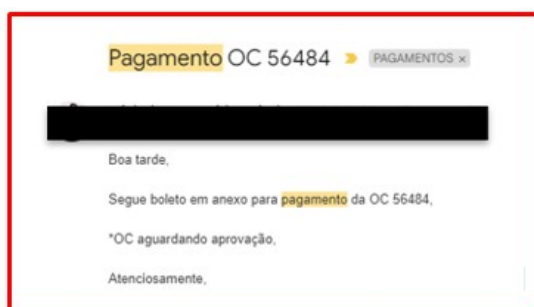 Pagamento OC 56484 PAGAMENTOS ×
Boa tarde,
Segue boleto em anexo para pagamento da OC 56484,
*OC aguardando aprovação,
Atenciosamente,